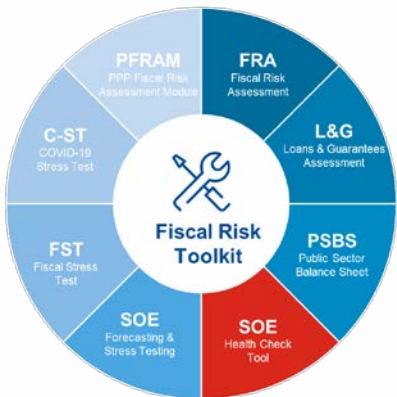 PFRAM
PPP Fiscal Risk
Assessment Module
FRA
Fiscal Risk
Assessment
L&G
Loans & Guarantees
Assessment
PSBS
Public Sector
Balance Sheet
SOE
Health Check
Tool
SOE
Forecasting &
Stress Testing
FST
Fiscal Stress
Test
C-ST
COVID-19
Stress Test
Fiscal Risk
Toolkit